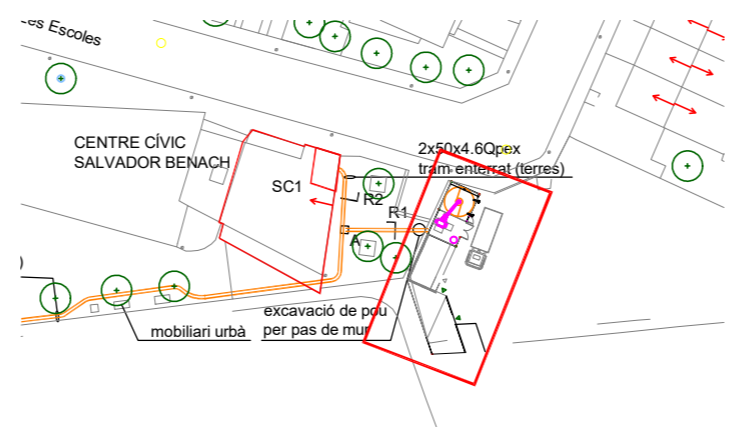 Les Escoles
CENTRE CÍVIC
SALVADOR BENACH
2x50x4.6Qpex
tram enterrat (terres)
SC1
R2
R1
A
)
mobiliari urbà
excavació de pou
per pas de mur